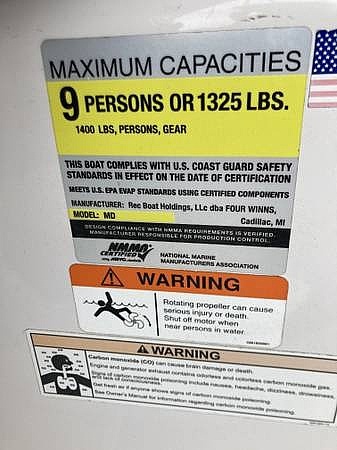 MAXIMUM CAPACITIES
9 PERSONS OR 1325 LBS.
1400 LBS, PERSONS, GEAR
THIS BOAT COMPLIES WITH U.S. COAST GUARD SAFETY
STANDARDS IN EFFECT ON THE DATE OF CERTIFICATION
MEETS U.S. EPA EVAP STANDARDS USING CERTIFIED COMPONENTS
MANUFACTURER: Rec Boat Holdings, LLc dba FOUR WINNS,
Cadillac, MI
MODEL: MD
DESIGN COMPLIANCE WITH NMMA REQUIREMENTS IS VERIFIED.
MANUFACTURER RESPONSIBLE FOR PRODUCTION CONTROL.
NMMA
CERTIFIED
NATIONAL MARINE
MANUFACTURERS ASSOCIATION
WARNING
Rotating propeller can cause
serious injury or death.
Shut off motor when
near persons in water.
WARNING
Carbon monoxide (CO) can cause brain damage or death.
Engine and generator exhaust contains odorless and colorless carbon monoxide gas.
Signs of carbon monoxide poisoning include nausea, headache, dizziness, drowsiness,
and lack of consciousness.
Get fresh air if anyone shows signs of carbon monoxide poisoning.
See Owner's Manual for information regarding carbon monoxide poisoning.